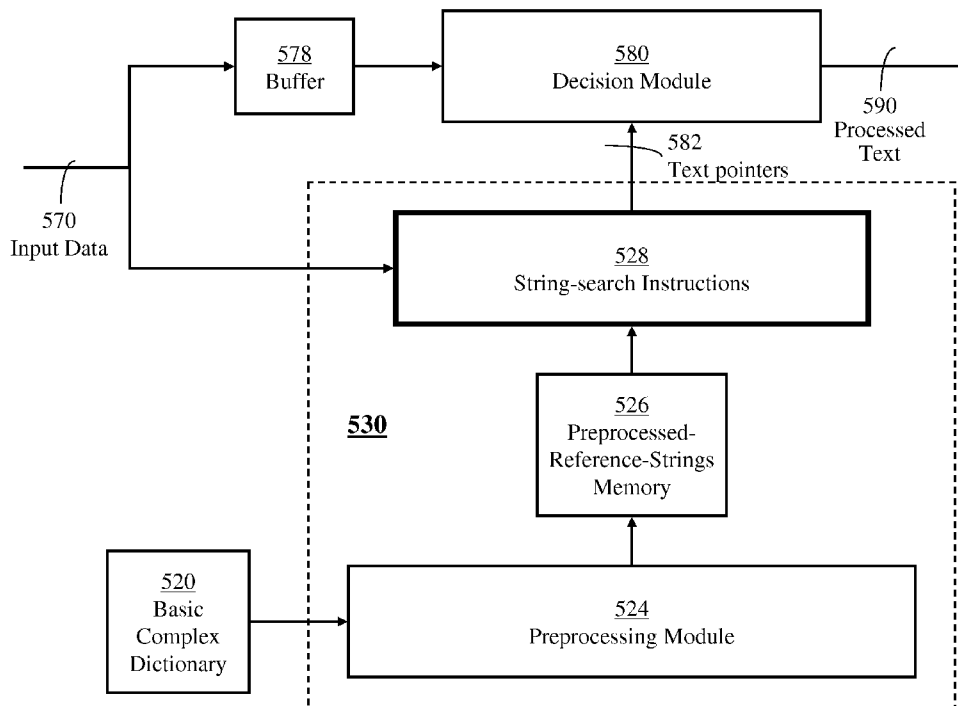 578
Buffer
580
Decision Module
590
Processed
Text
582
Text pointers
570
Input Data
528
String-search Instructions
530
526
Preprocessed-
Reference-Strings
Memory
520
Basic
Complex
Dictionary
524
Preprocessing Module